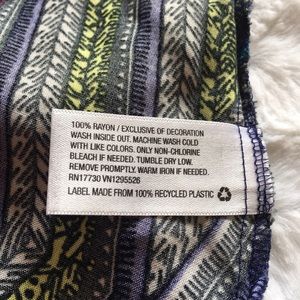 100% RAYON / EXCLUSIVE OF DECORATION
WASH INSIDE OUT. MACHINE WASH COLD
WITH LIKE COLORS. ONLY NON-CHLORINE
BLEACH IF NEEDED. TUMBLE DRY LOW.
REMOVE PROMPTLY. WARM IRON IF NEEDED.
RN17730 VN1295526
LABEL MADE FROM 100% RECYCLED PLASTIC